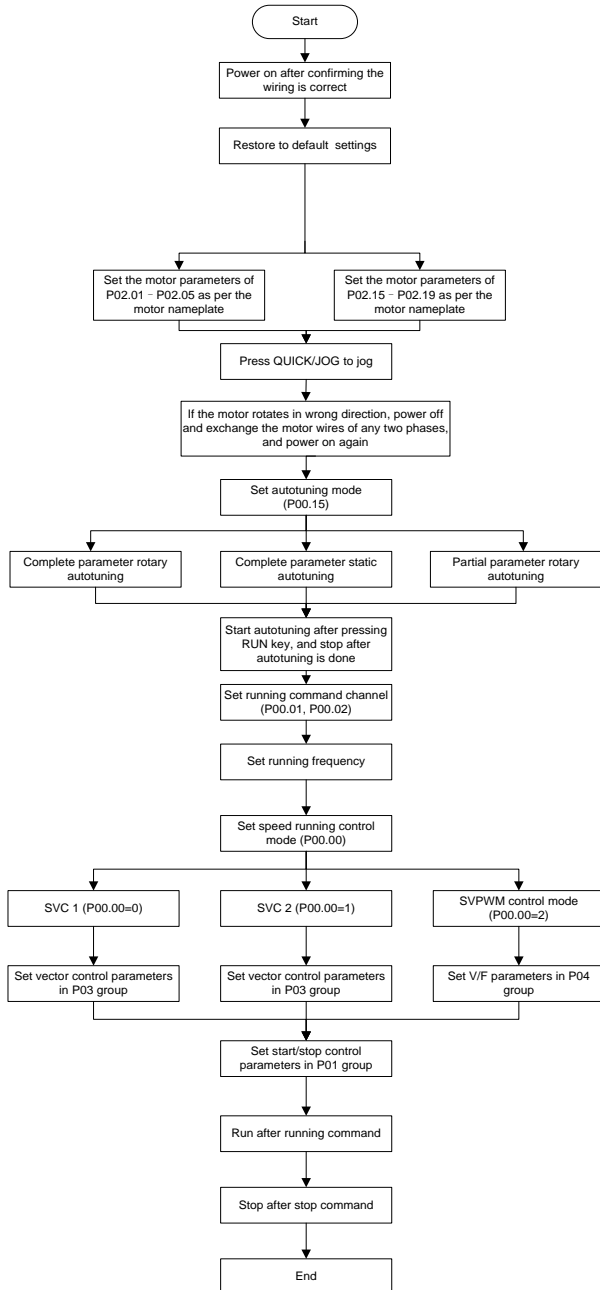 Start
Power on after confirming the
wiring is correct
Restore to default settings
Set the motor parameters of
P02.01–P02.05 as per the
motor nameplate
Set the motor parameters of
P02.15–P02.19 as per the
motor nameplate
Press QUICK/JOG to jog
If the motor rotates in wrong direction, power off
and exchange the motor wires of any two phases,
and power on again
Set autotuning mode
(P00.15)
Complete parameter rotary
autotuning
Complete parameter static
autotuning
Partial parameter rotary
autotuning
Start autotuning after pressing
RUN key, and stop after
autotuning is done
Set running command channel
(P00.01, P00.02)
Set running frequency
Set speed running control
mode (P00.00)
SVC 1 (P00.00=0)
SVC 2 (P00.00=1)
SVPWM control mode
(P00.00=2)
Set vector control parameters
in P03 group
Set vector control parameters
in P03 group
Set V/F parameters in P04
group
Set start/stop control
parameters in P01 group
Run after running command
Stop after stop command
End